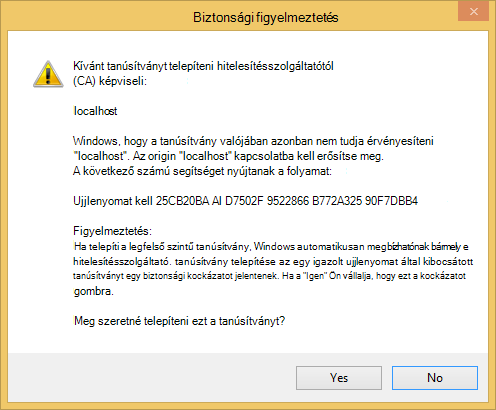 Biztonsági figyelmeztetés
Kívánt tanúsítványt telepíteni hitelesítésszolgáltatótól
(CA) képviseli:
localhost
Windows, hogy a tanúsítvány valójában azonban nem tudja érvényesíteni
"localhost". Az origin "localhost" kapcsolatba kell erősítse meg.
A következő számú segítséget nyújtanak a folyamat:
Ujjlenyomat kell 25CB20BA AI D7502F 9522866 B772A325 90F7DBB4
Figyelmeztetés:
Ha telepíti a legfelső szintű tanúsítvány, Windows automatikusan megbízhatónak bármely e
hitelesítésszolgáltató. tanúsítvány telepítése az egy igazolt ujjlenyomat által kibocsátott
tanúsítványt egy biztonsági kockázatot jelentenek. Ha a "Igen" Ön vállalja, hogy ezt a kockázatot
gombra.
Meg szeretné telepíteni ezt a tanúsítványt?
Yes No